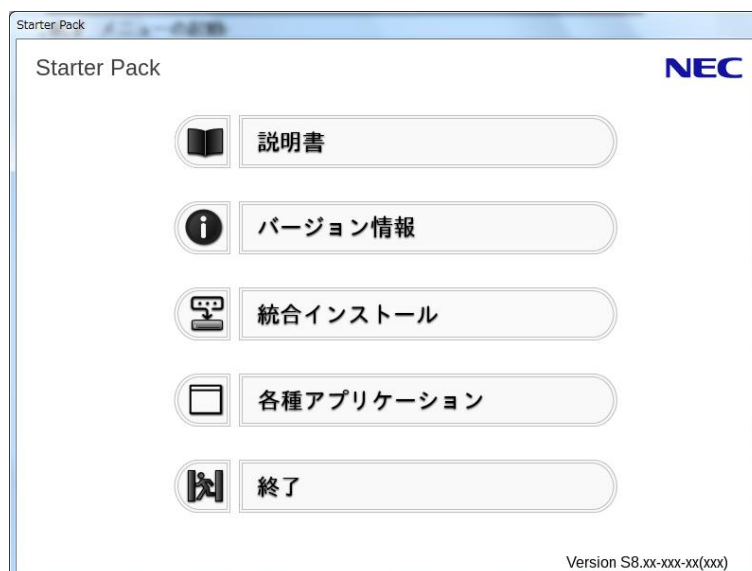 Starter Pack
Starter Pack
NEC
説明書
バージョン情報
統合インストール
各種アプリケーション
終了
Version S8.xx-xxx-xx(xxx)